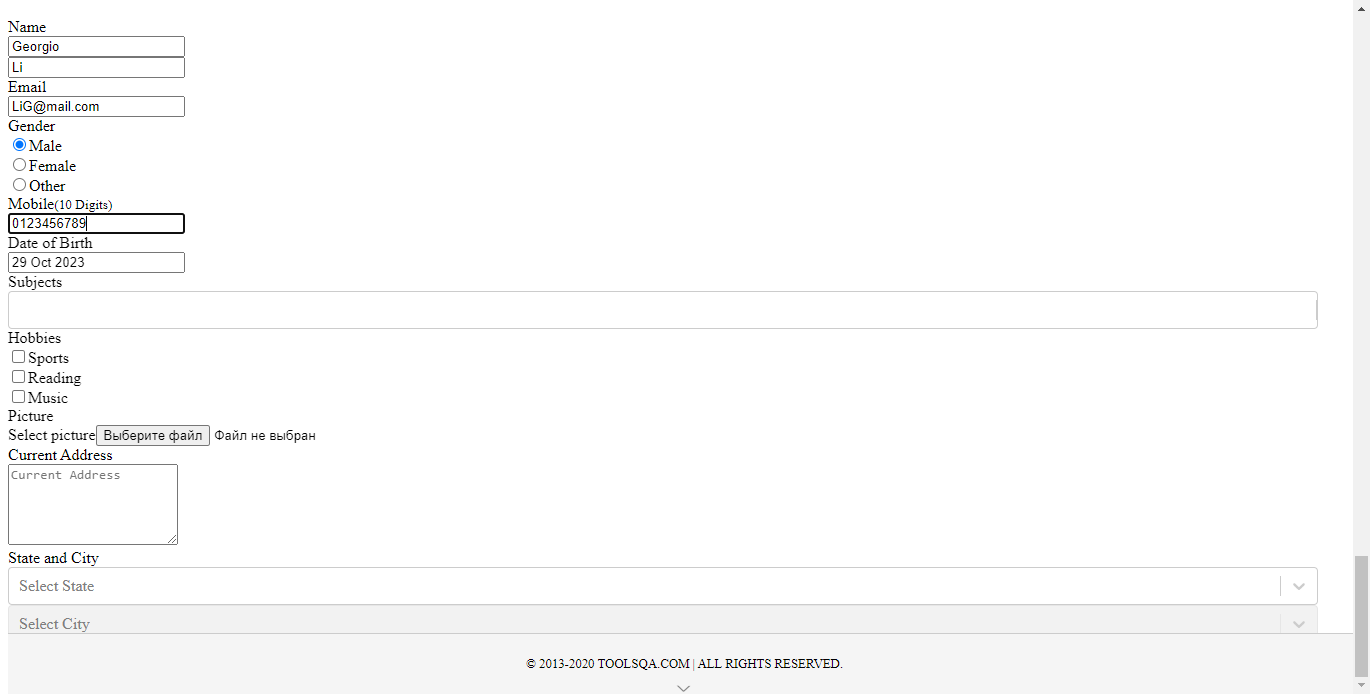 Name
Georgio
Li
Email
LiG@mail.com
Gender
Male
Female
Other
Mobile(10 Digits)
0123456789
Date of Birth
29 Oct 2023
Subjects
Hobbies
Sports
Reading
Music
Picture
Select picture Выберите файл Файл не выбран
Current Address
Current Address
State and City
Select State
Select City
© 2013-2020 TOOLSQA.COM | ALL RIGHTS RESERVED.